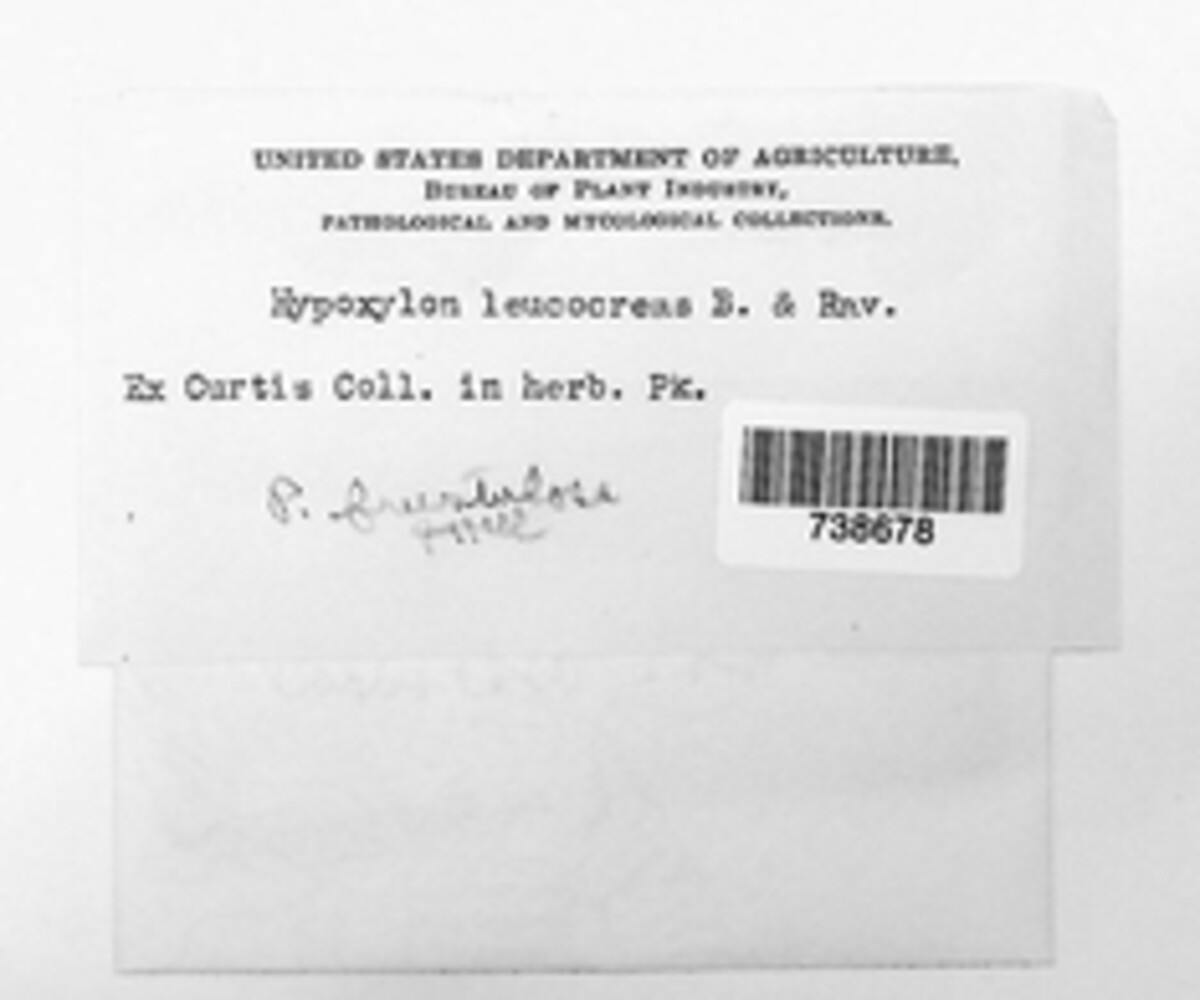 UNITED STATES DEPARTMENT OF AGRICULTURE,
BUREAU OF PLANT INDUSTRY,
PATHOLOGICAL AND MYCOLOGICAL COLLECTIONS.
Hypoxylon leucocreas B. & Rav.
Ex Curtis Coll. in herb. Pk.
P. frustulosa
738678